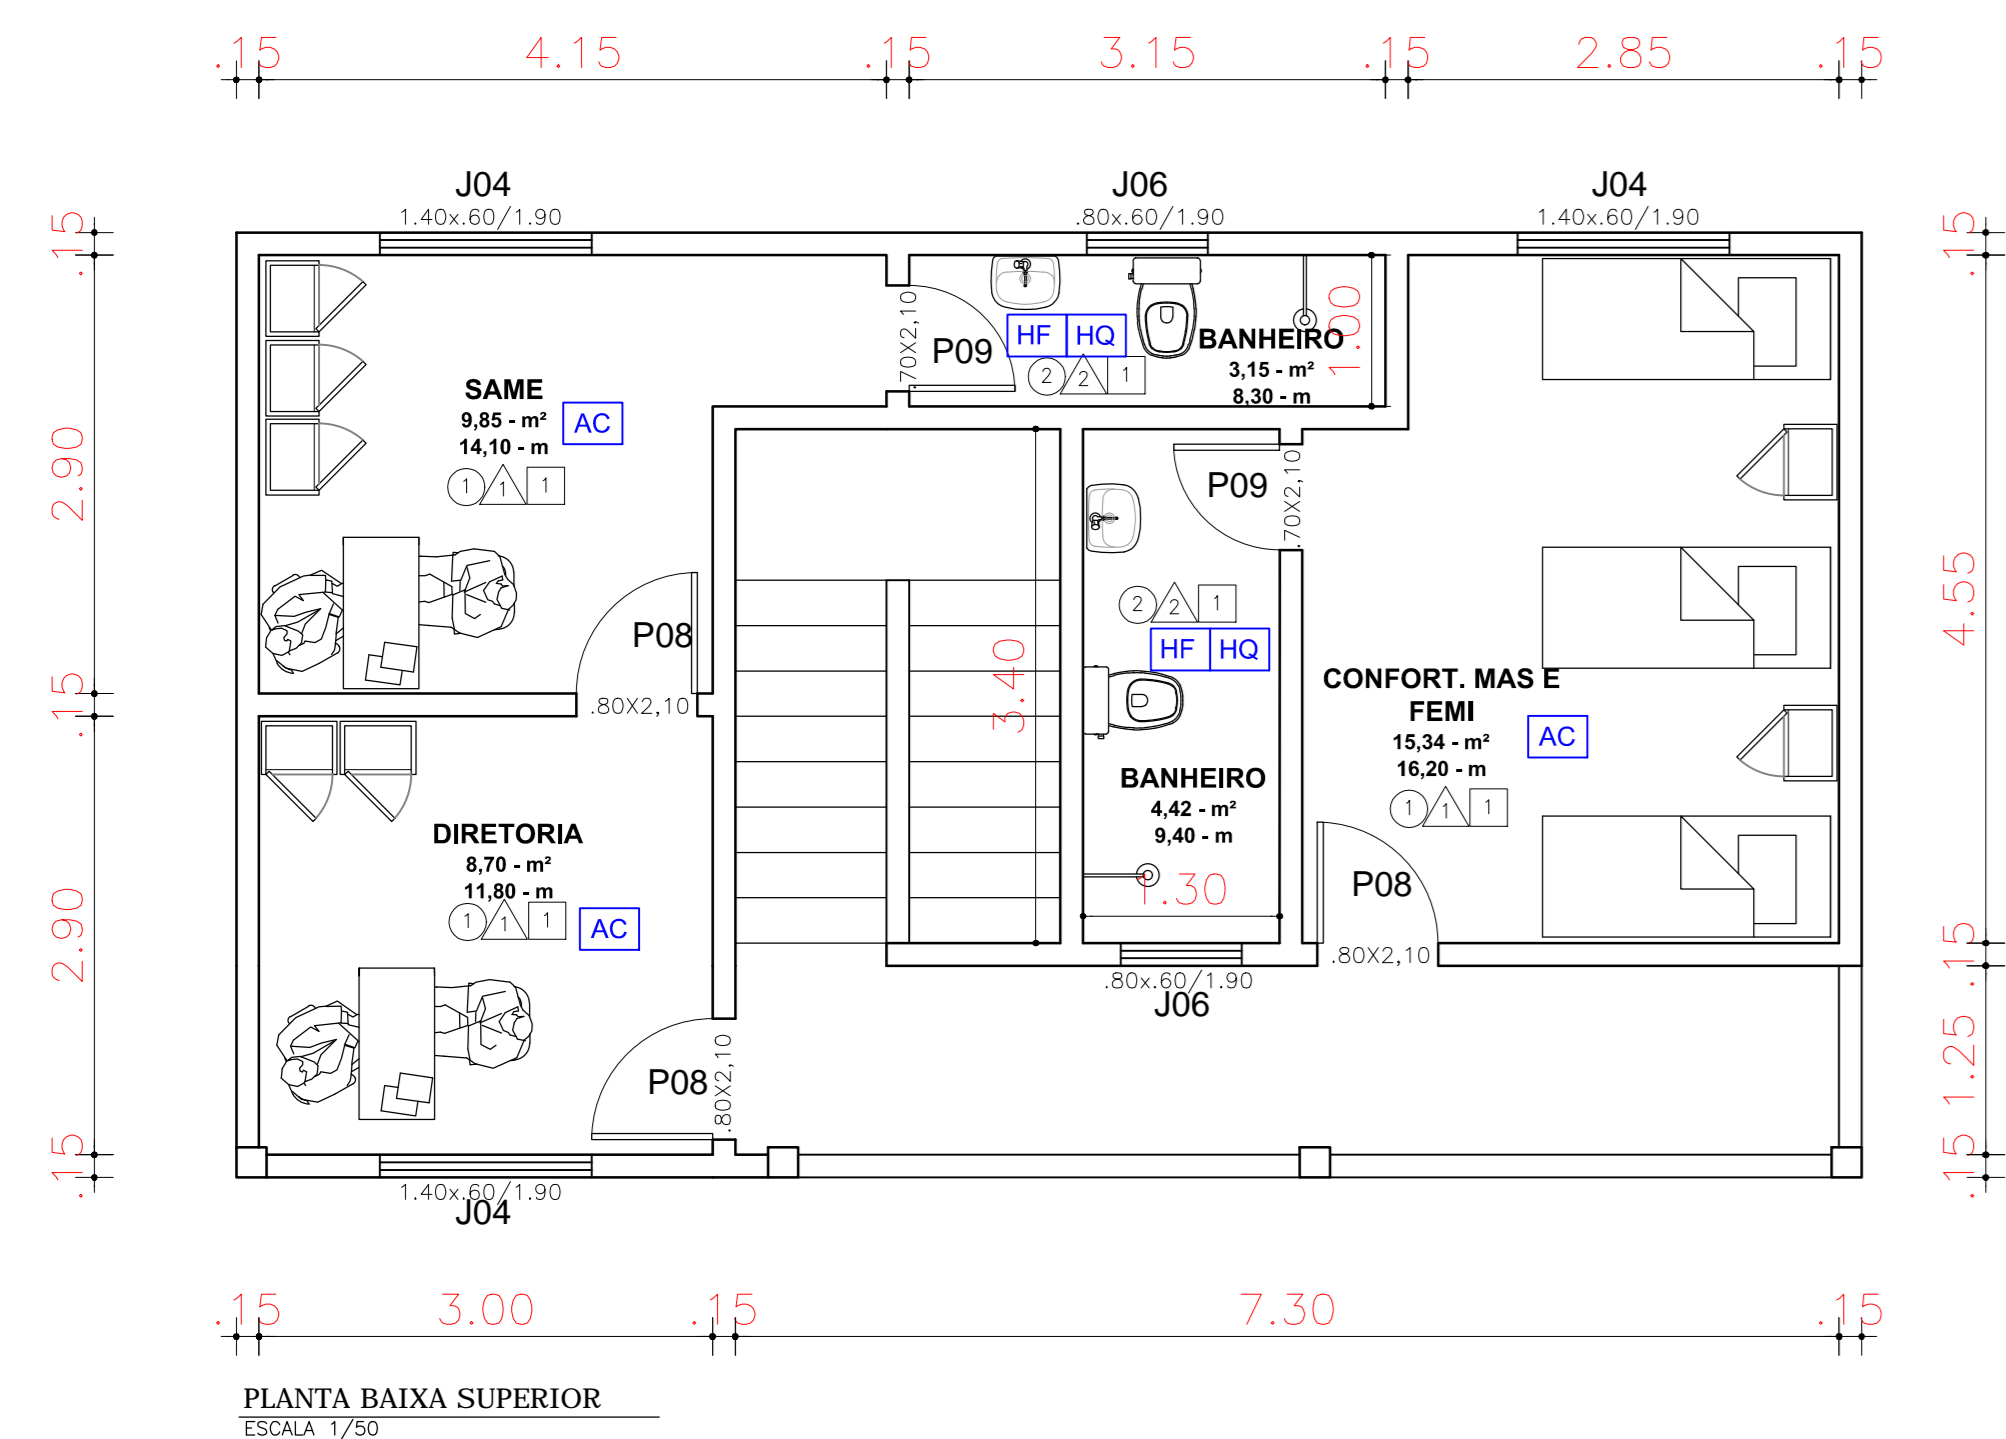 .15 4.15 .15 3.15 .15 2.85 .15
J04
1.40x.60/1.90
J06
.80x.60/1.90
J04
1.40x.60/1.90
.15
2.90
.15
2.90
.15
.15
4.55
.15
1.25
.15
SAME
9,85 - m²
14,10 - m
AC
1 1 1
.70X2,10
P09
HF HQ
2 2 1
BANHEIRO
3,15 - m²
8,30 - m
1.00
P09
.70X2,10
2 2 1
HF HQ
BANHEIRO
4,42 - m²
9,40 - m
1.30
3.40
P08
.80X2,10
CONFORT. MAS E
FEMI
15,34 - m²
16,20 - m
AC
1 1 1
P08
.80X2,10
DIRETORIA
8,70 - m²
11,80 - m
1 1 1
AC
P08
.80X2,10
.80x.60/1.90
J06
1.40x.60/1.90
J04
.15 3.00 .15 7.30 .15
PLANTA BAIXA SUPERIOR
ESCALA 1/50